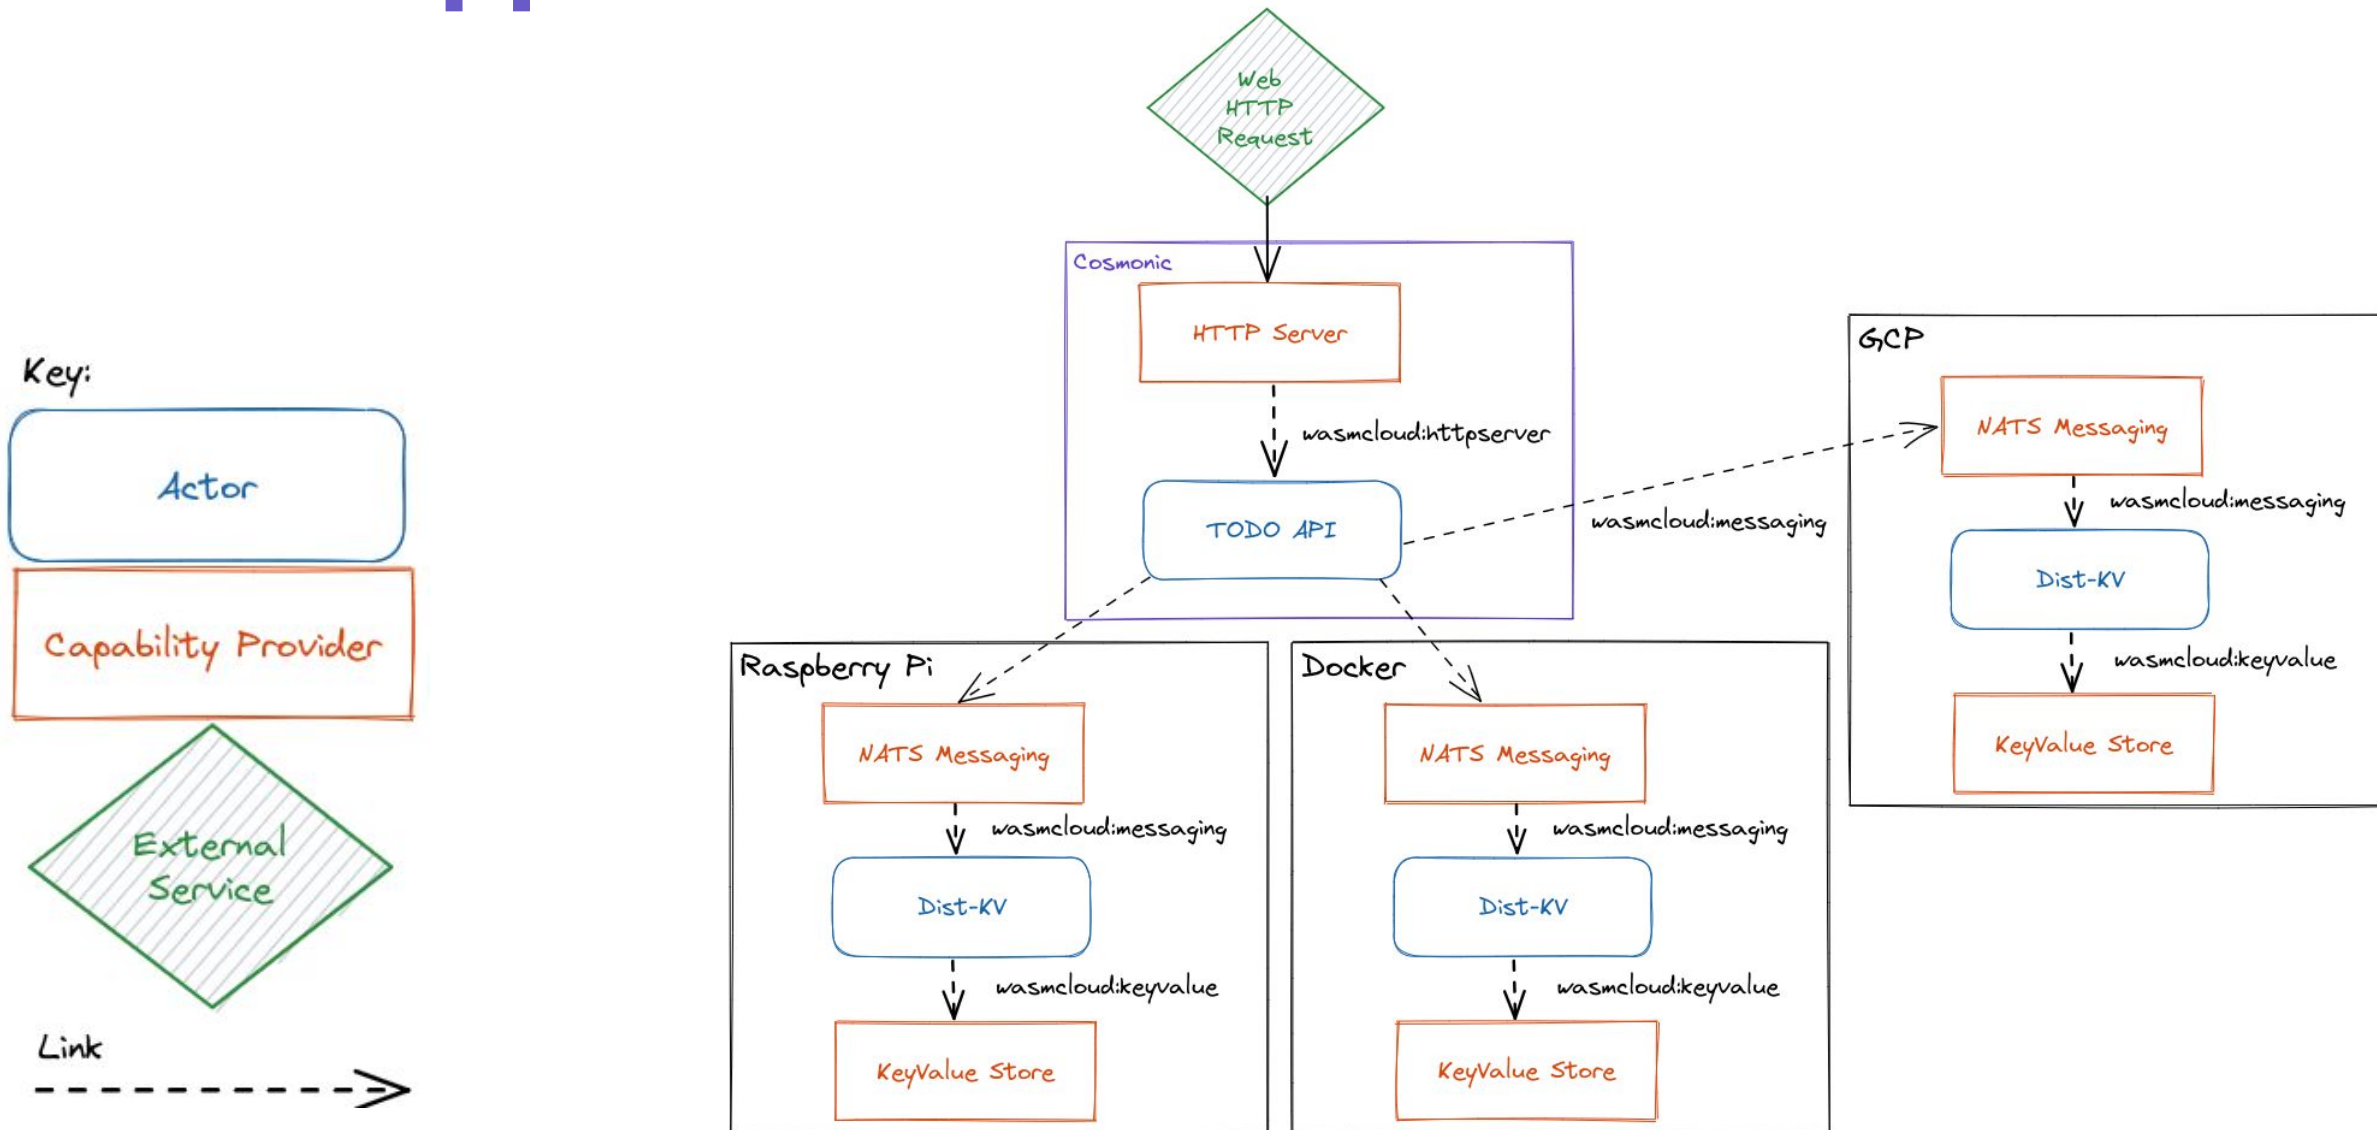 Web
HTTP
Request
Cosmonic
HTTP Server
wasmcloud:httpserver
TODO API
wasmcloud:messaging
GCP
NATS Messaging
wasmcloud:messaging
Dist-KV
wasmcloud:keyvalue
KeyValue Store
Key:
Actor
Capability Provider
External
Service
Link
Raspberry Pi
NATS Messaging
wasmcloud:messaging
Dist-KV
wasmcloud:keyvalue
KeyValue Store
Docker
NATS Messaging
wasmcloud:messaging
Dist-KV
wasmcloud:keyvalue
KeyValue Store